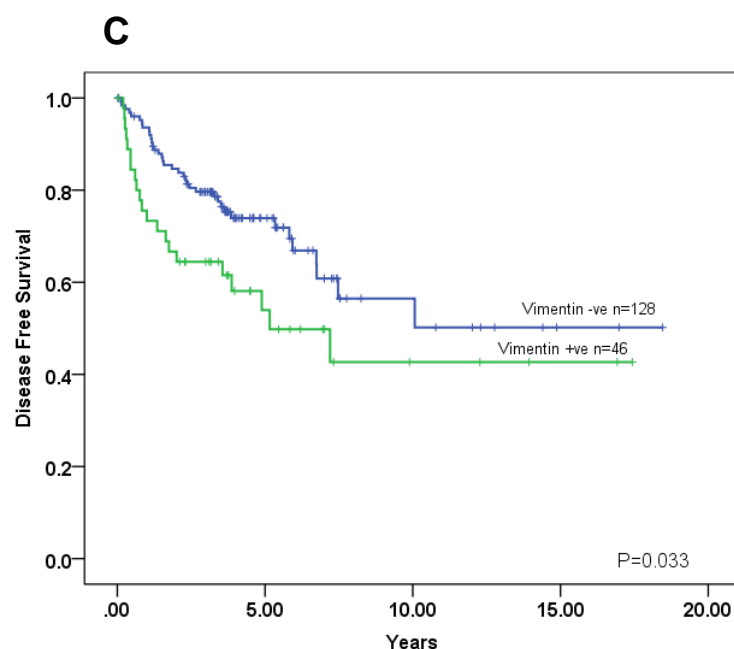 C
1.0
0.8
0.6
0.4
0.2
0.0
Disease Free Survival
Vimentin -ve n=128
Vimentin +ve n=46
P=0.033
.00
5.00
10.00
15.00
20.00
Years